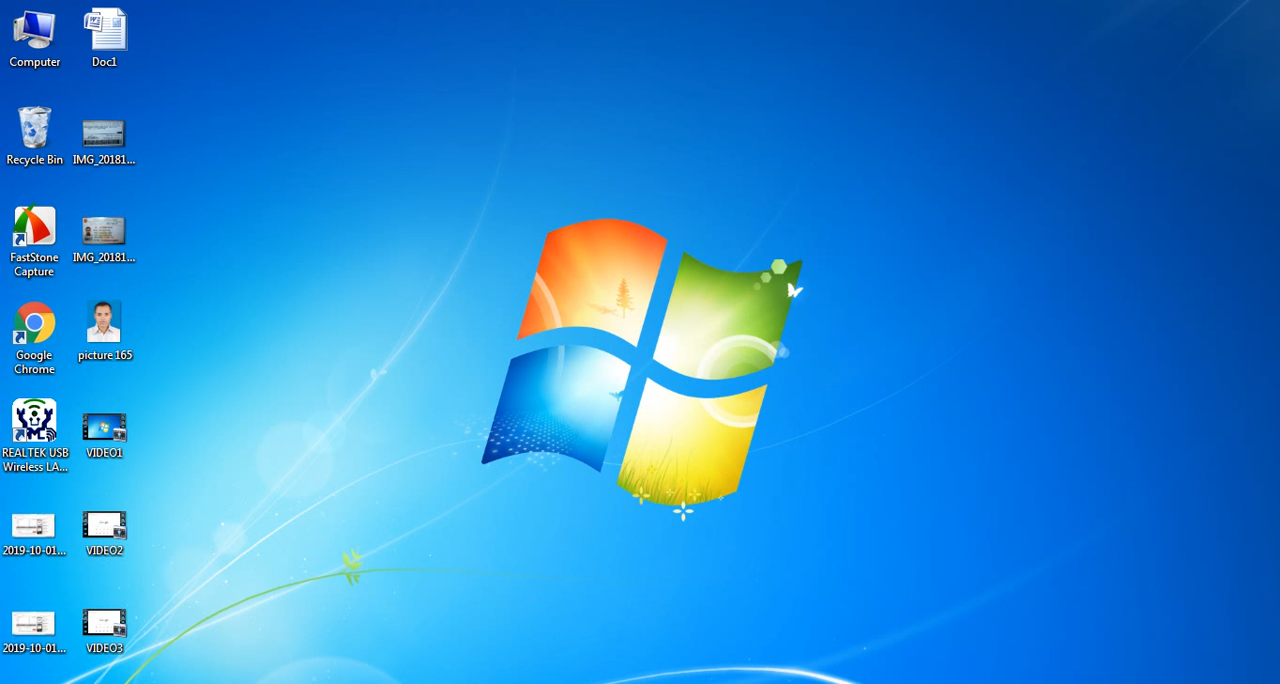 Computer
Doc1
Recycle Bin
IMG_20181...
FastStone
Capture
IMG_20181...
Google
Chrome
picture 165
REALTEK USB
Wireless LA...
VIDEO1
2019-10-01...
VIDEO2
2019-10-01...
VIDEO3